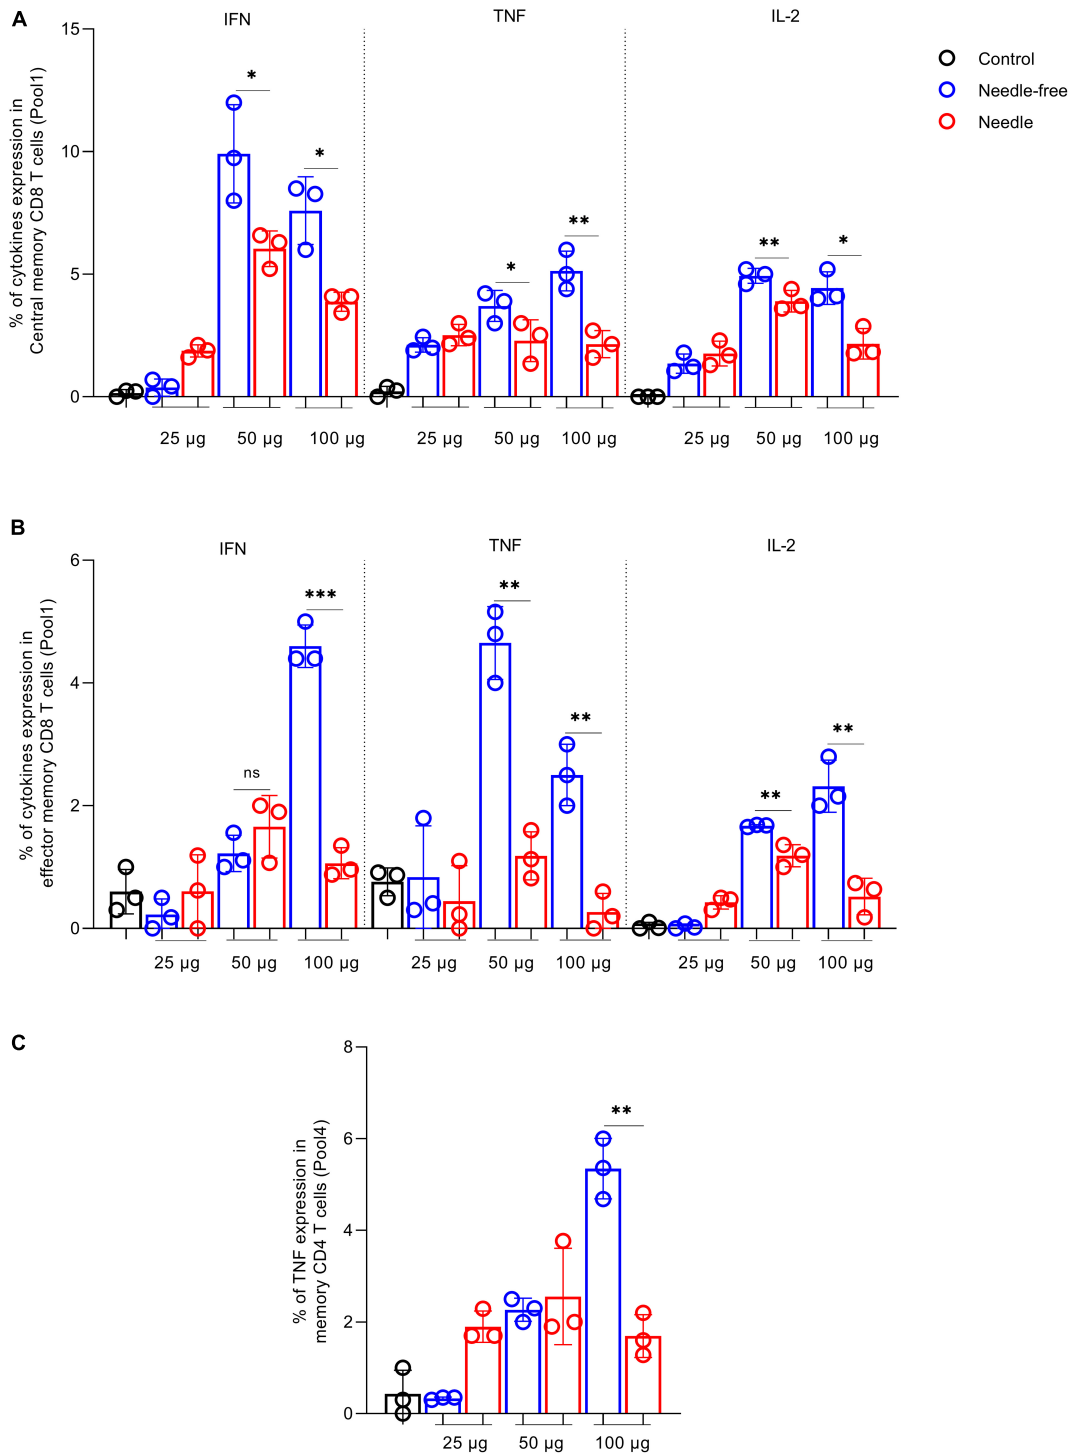 A
IFN
TNF
IL-2
% of cytokines expression in
Central memory CD8 T cells (Pool1)
15
10
5
0
*
*
*
**
**
*
25 µg
50 µg
100 µg
25 µg
50 µg
100 µg
25 µg
50 µg
100 µg
Control
Needle-free
Needle
B
IFN
TNF
IL-2
% of cytokines expression in
effector memory CD8 T cells (Pool1)
6
4
2
0
ns
***
**
**
**
**
25 µg
50 µg
100 µg
25 µg
50 µg
100 µg
25 µg
50 µg
100 µg
C
% of TNF expression in
memory CD4 T cells (Pool4)
8
6
4
2
0
**
25 µg
50 µg
100 µg